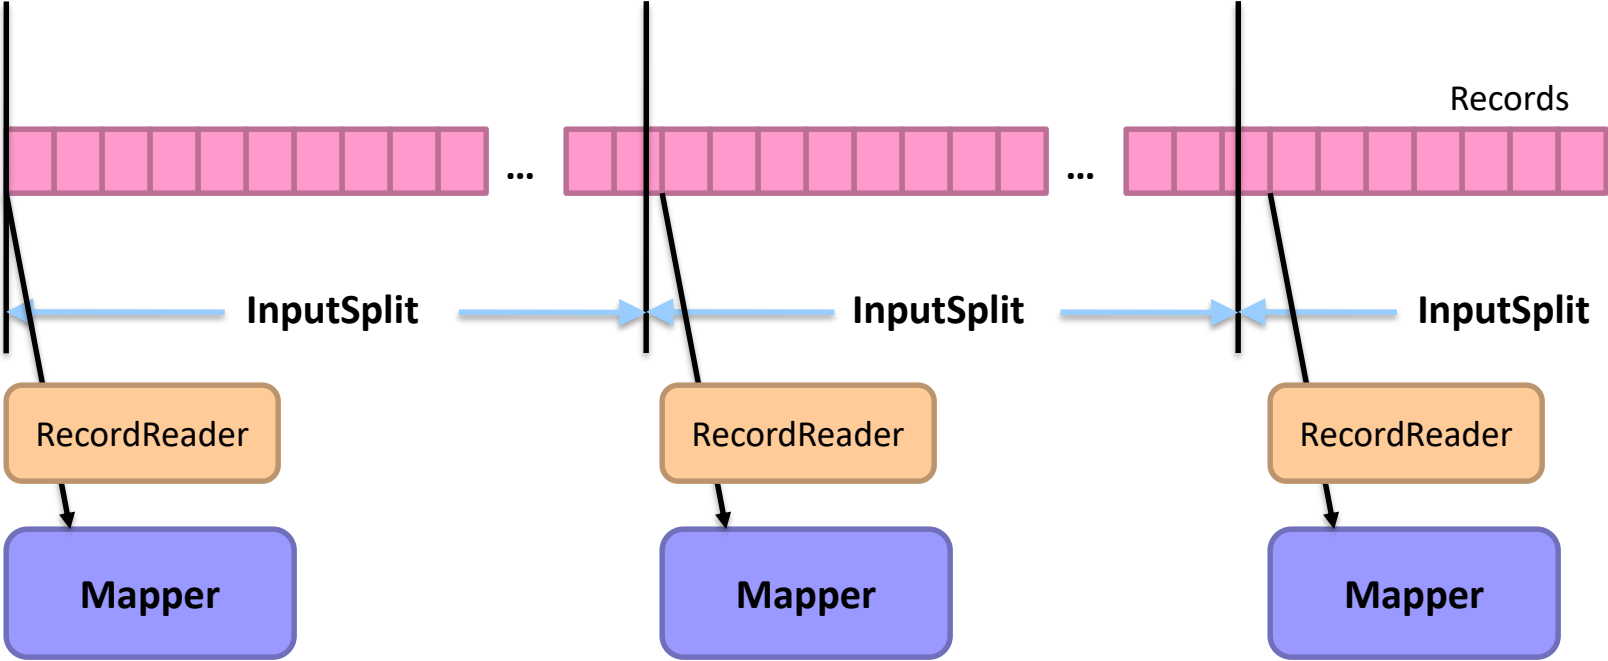 Records
... ...
InputSplit InputSplit InputSplit
RecordReader RecordReader RecordReader
Mapper Mapper Mapper